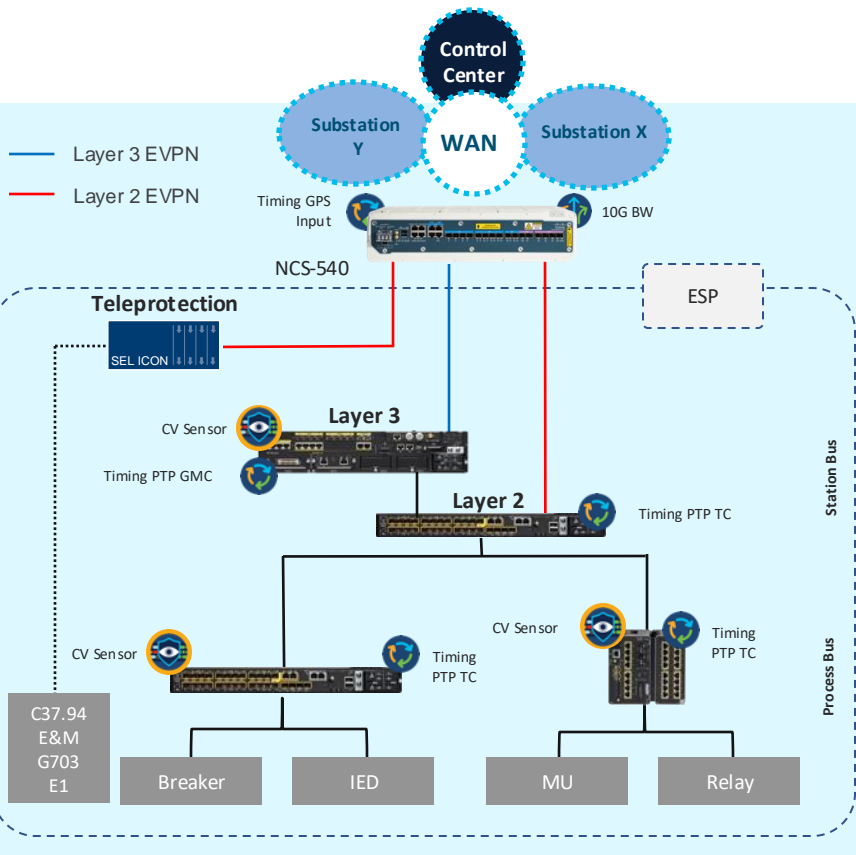 Control
Center
Substation
Y
WAN
Substation X
Layer 3 EVPN
Layer 2 EVPN
Timing GPS
Input
10G BW
NCS-540
ESP
Teleprotection
SEL ICON
Layer 3
CV Sensor
Timing PTP GMC
Layer 2
Timing PTP TC
Station Bus
CV Sensor
Timing
PTP TC
CV Sensor
Timing
PTP TC
Process Bus
C37.94
E&M
G703
E1
Breaker
IED
MU
Relay